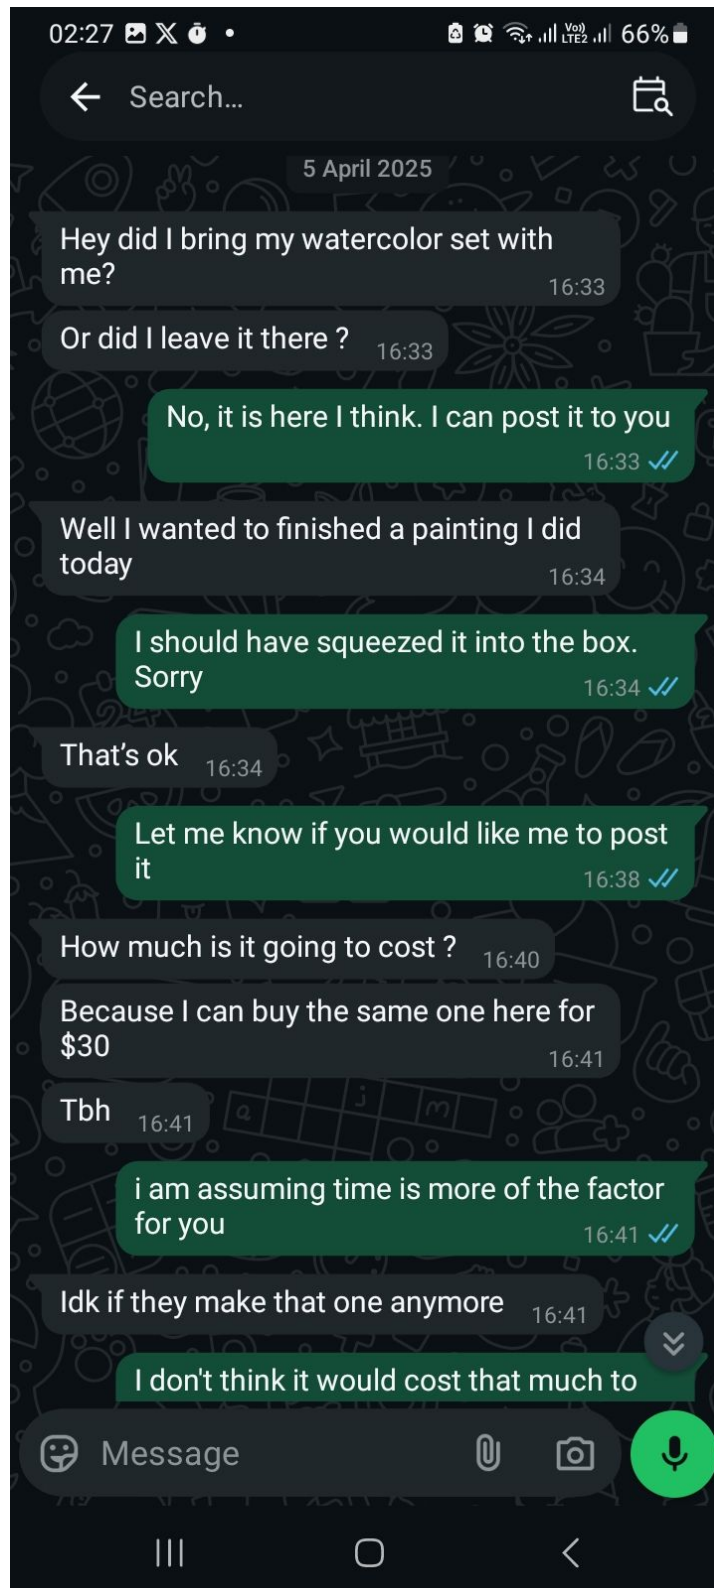 02:27
Vo))
LTE2
66%
Search...
5 April 2025
Hey did I bring my watercolor set with
me?
16:33
Or did I leave it there ?
16:33
No, it is here I think. I can post it to you
16:33
Well I wanted to finished a painting I did
today
16:34
I should have squeezed it into the box.
Sorry
16:34
That’s ok
16:34
Let me know if you would like me to post
it
16:38
How much is it going to cost ?
16:40
Because I can buy the same one here for
$30
16:41
Tbh
16:41
i am assuming time is more of the factor
for you
16:41
Idk if they make that one anymore
16:41
I don't think it would cost that much to
Message